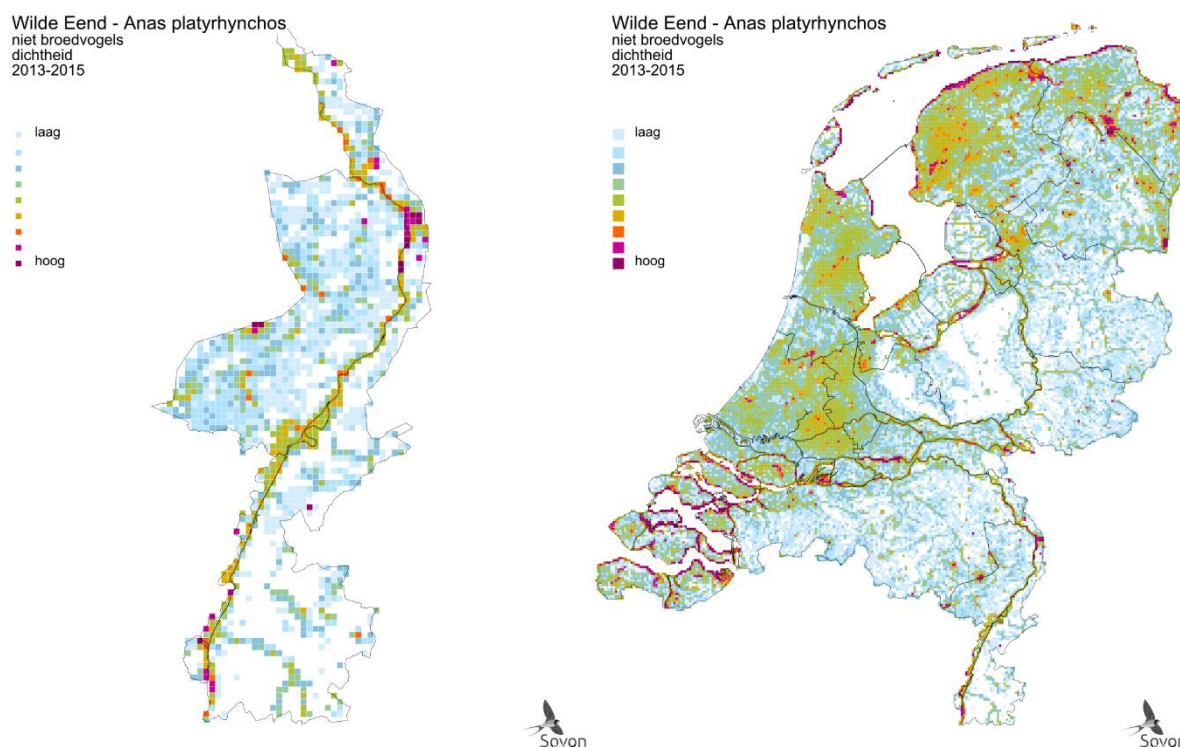 Wilde Eend - Anas platyrhynchos
niet broedvogels
dichtheid
2013-2015
laag
hoog
Sovon
Wilde Eend - Anas platyrhynchos
niet broedvogels
dichtheid
2013-2015
laag
hoog
Sovon